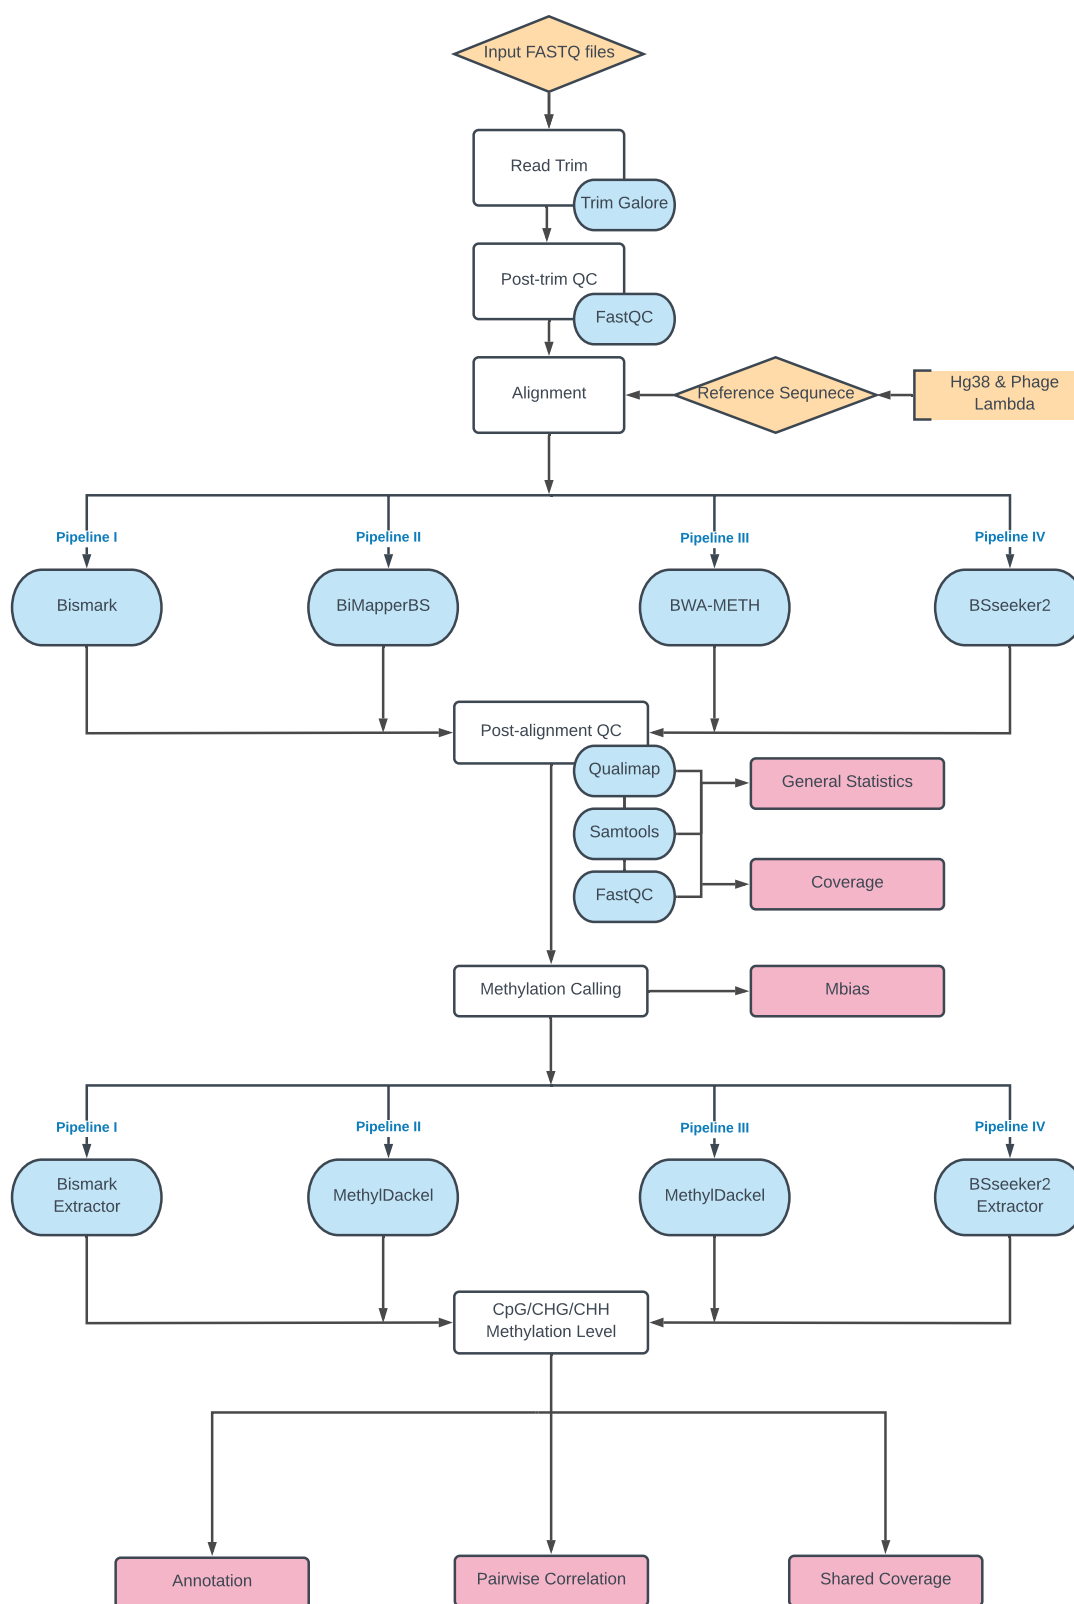 Input FASTQ files
Read Trim
Trim Galore
Post-trim QC
FastQC
Alignment
Reference Sequnece
Hg38 & Phage
Lambda
Pipeline I
Pipeline II
Pipeline III
Pipeline IV
Bismark
BiMapperBS
BWA-METH
BSseeker2
Post-alignment QC
Qualimap
General Statistics
Samtools
Coverage
FastQC
Methylation Calling
Mbias
Pipeline I
Pipeline II
Pipeline III
Pipeline IV
Bismark
Extractor
MethylDackel
MethylDackel
BSseeker2
Extractor
CpG/CHG/CHH
Methylation Level
Annotation
Pairwise Correlation
Shared Coverage